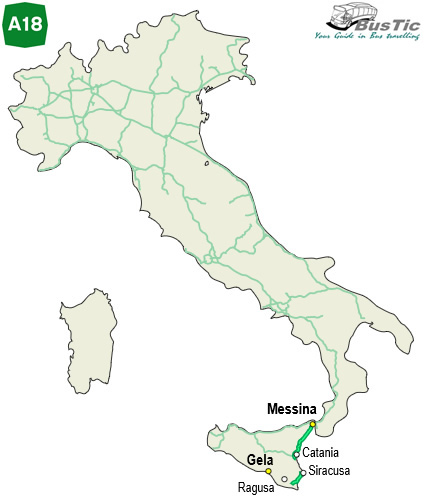 A18
BusTic
Your Guide in Bus travelling
Messina
Catania
Gela
Siracusa
Ragusa